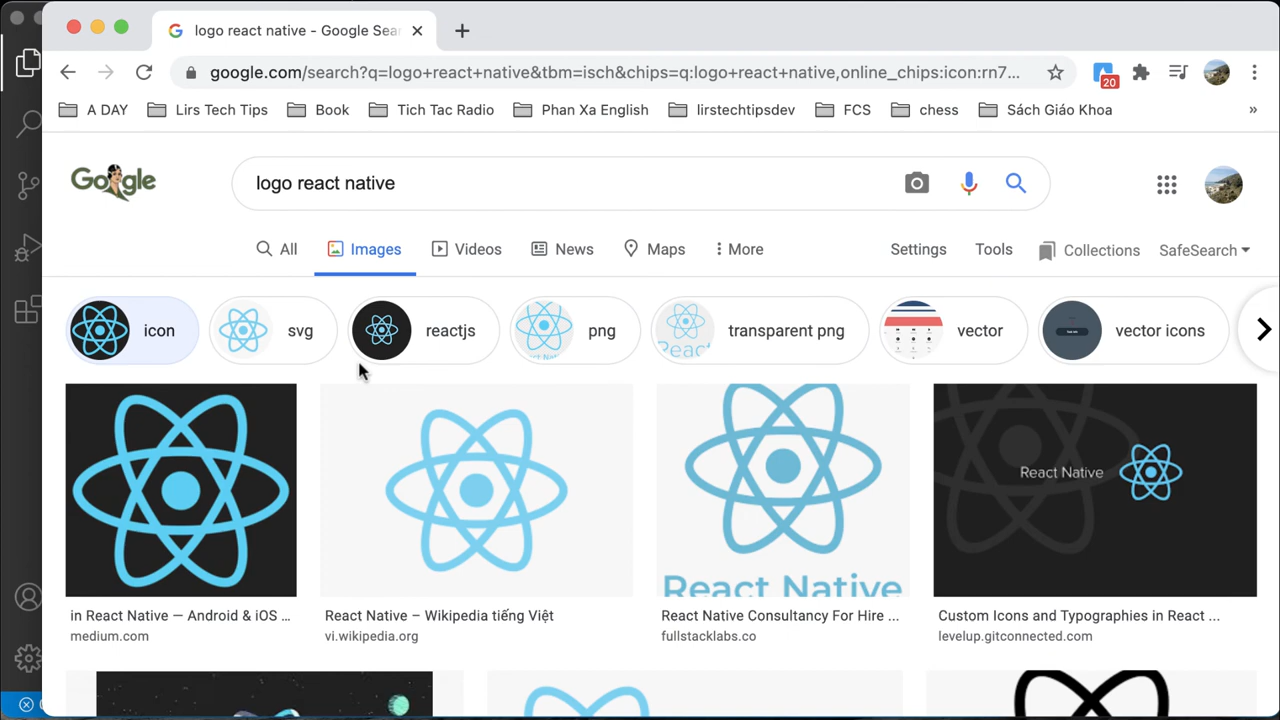 logo react native - Google Sea
google.com/search?q=logo+react+native&tbm=isch&chips=q:logo+react+native,online_chips:icon:rn7...
20
A DAY
Lirs Tech Tips
Book
Tich Tac Radio
Phan Xa English
lirstechtipsdev
FCS
chess
Sách Giáo Khoa
»
Google
logo react native
All
Images
Videos
News
Maps
More
Settings
Tools
Collections
SafeSearch
icon
svg
reactjs
png
transparent png
vector
vector icons
React Native
React Native
in React Native — Android & iOS ...
medium.com
React Native – Wikipedia tiếng Việt
vi.wikipedia.org
React Native Consultancy For Hire ...
fullstacklabs.co
Custom Icons and Typographies in React ...
levelup.gitconnected.com